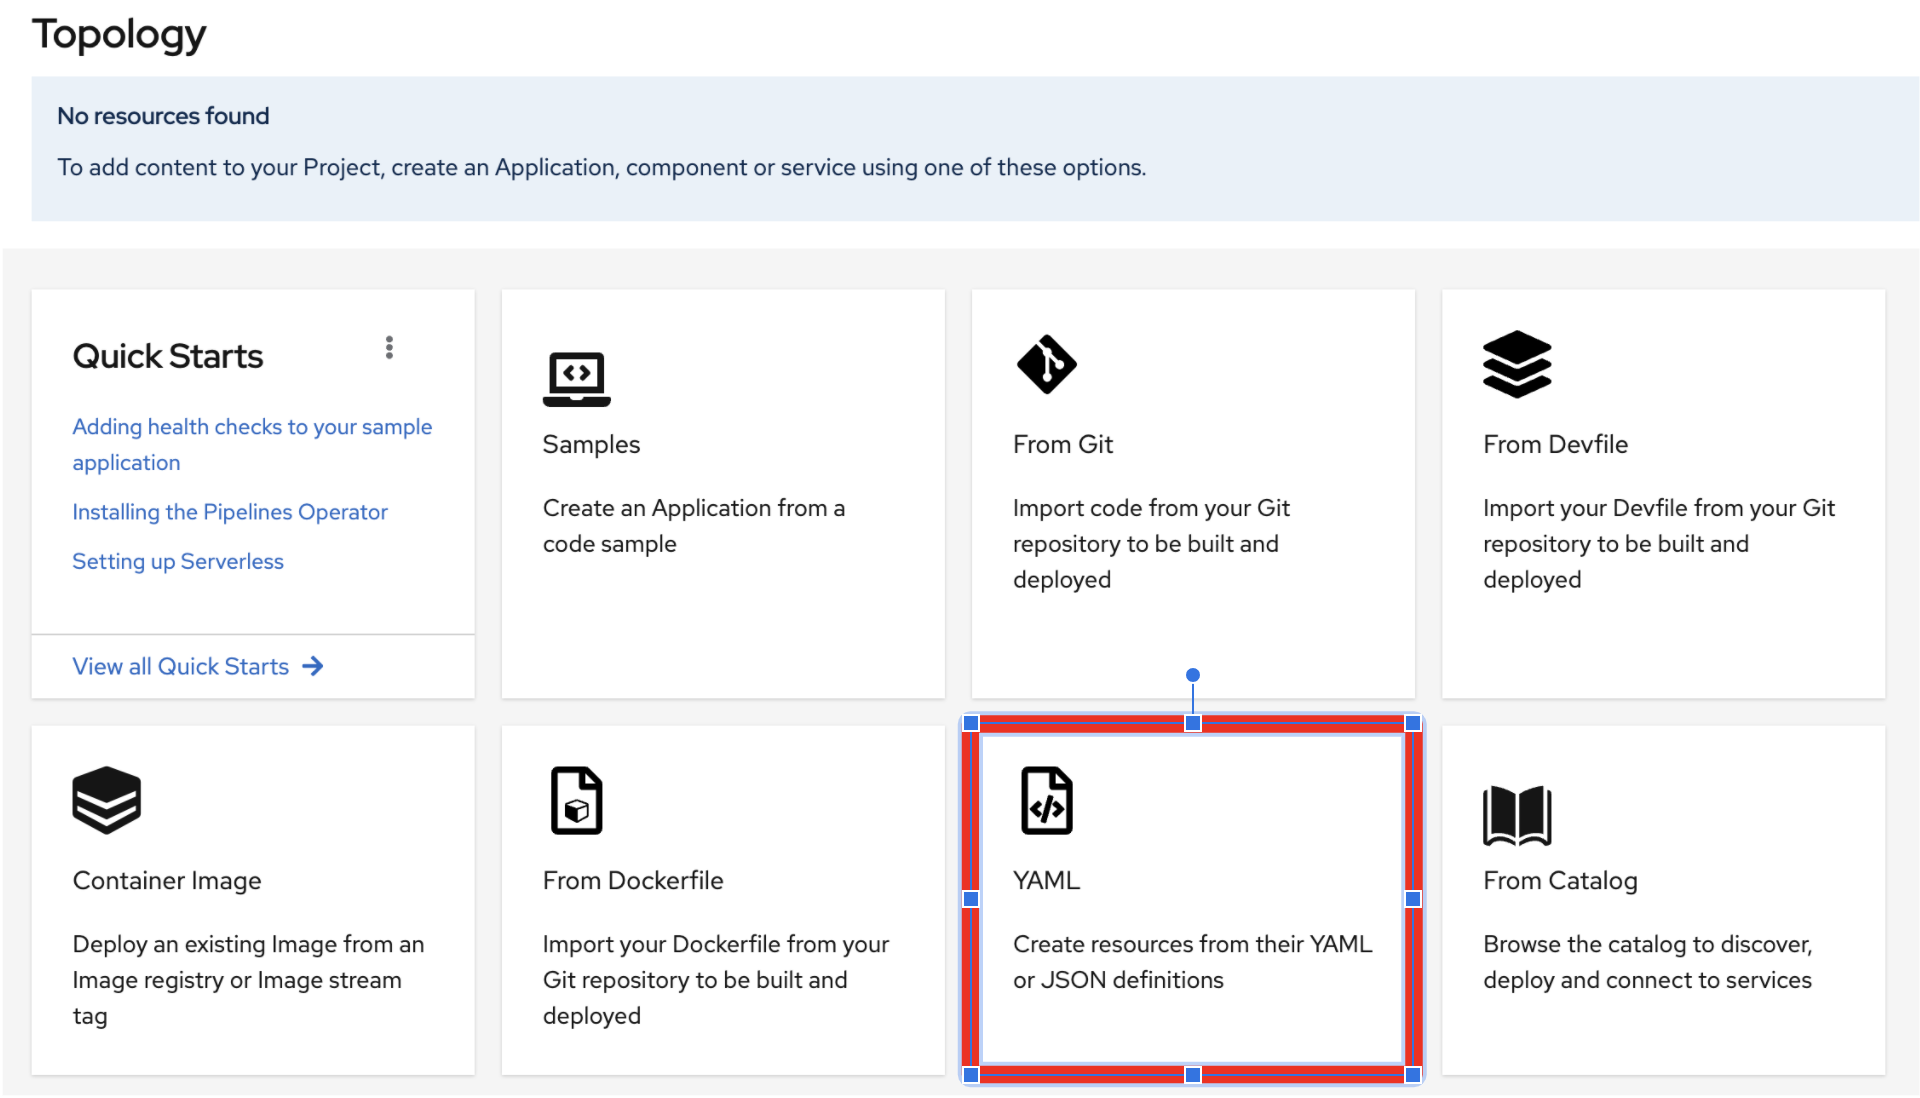 Topology
No resources found
To add content to your Project, create an Application, component or service using one of these options.
Quick Starts
Adding health checks to your sample
application
Installing the Pipelines Operator
Setting up Serverless
View all Quick Starts
Samples
Create an Application from a
code sample
From Git
Import code from your Git
repository to be built and
deployed
From Devfile
Import your Devfile from your Git
repository to be built and
deployed
Container Image
Deploy an existing Image from an
Image registry or Image stream
tag
From Dockerfile
Import your Dockerfile from your
Git repository to be built and
deployed
YAML
Create resources from their YAML
or JSON definitions
From Catalog
Browse the catalog to discover,
deploy and connect to services